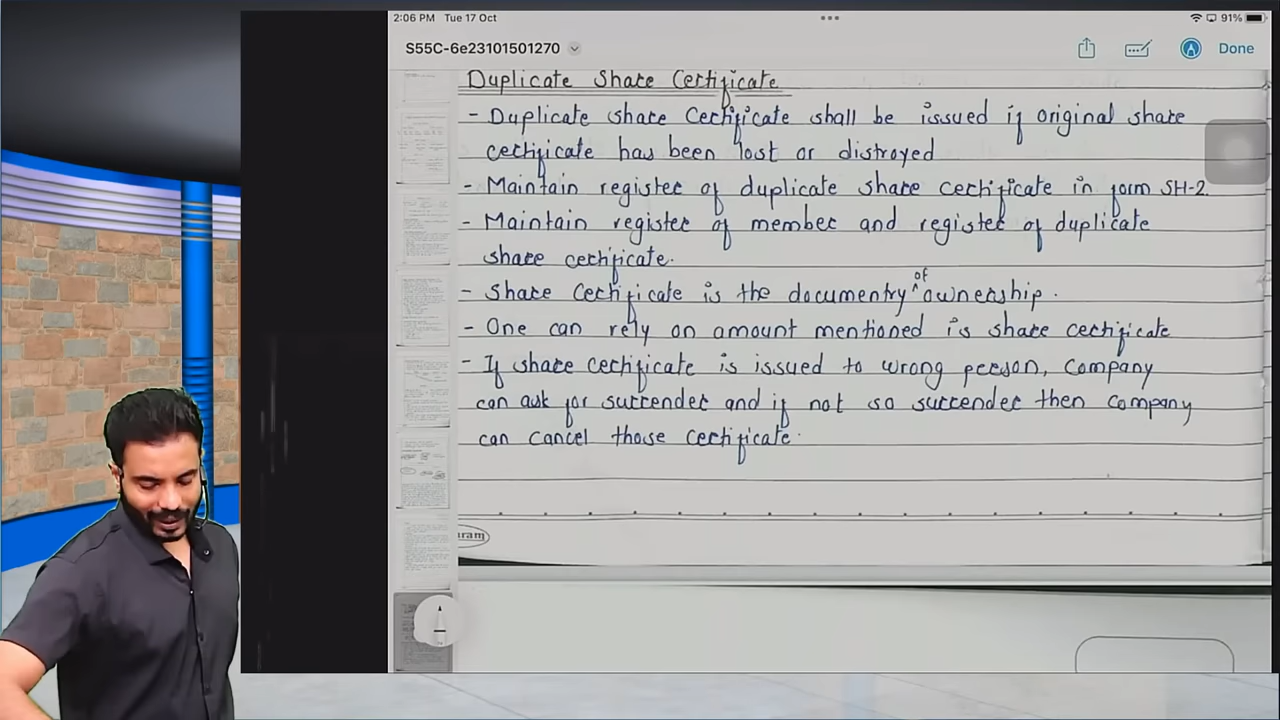 2:06 PM Tue 17 Oct
91%
S55C-6e23101501270
Done
Duplicate Share Certificate
- Duplicate share Certificate shall be issued if original share
certificate has been lost or distroyed
- Maintain register of duplicate share certificate in form SH-2.
- Maintain register of member and register of duplicate
share certificate.
- Share Certificate is the documentry of ownership.
- One can rely on amount mentioned is share certificate
- If share certificate is issued to wrong person, Company
can ask for surrender and if not so surrender then company
can cancel those certificate.